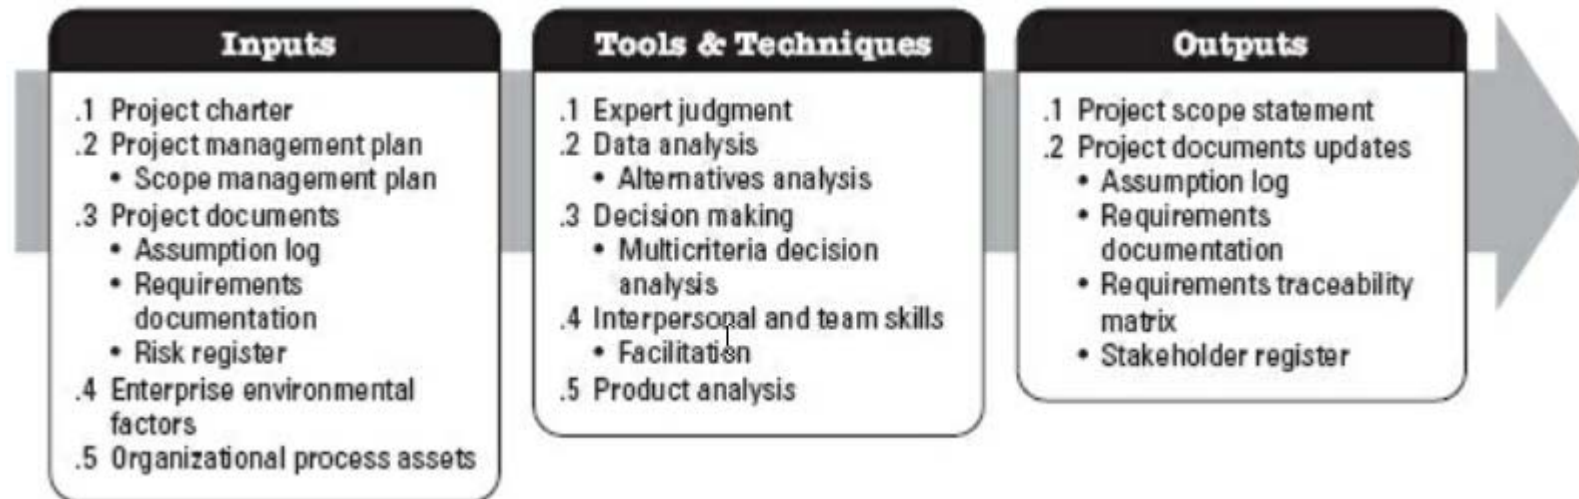 Inputs
.1 Project charter
.2 Project management plan
• Scope management plan
.3 Project documents
• Assumption log
• Requirements
documentation
• Risk register
.4 Enterprise environmental
factors
.5 Organizational process assets
Tools & Techniques
.1 Expert judgment
.2 Data analysis
• Alternatives analysis
.3 Decision making
• Multicriteria decision
analysis
.4 Interpersonal and team skills
• Facilitation
.5 Product analysis
Outputs
.1 Project scope statement
.2 Project documents updates
• Assumption log
• Requirements
documentation
• Requirements traceability
matrix
• Stakeholder register